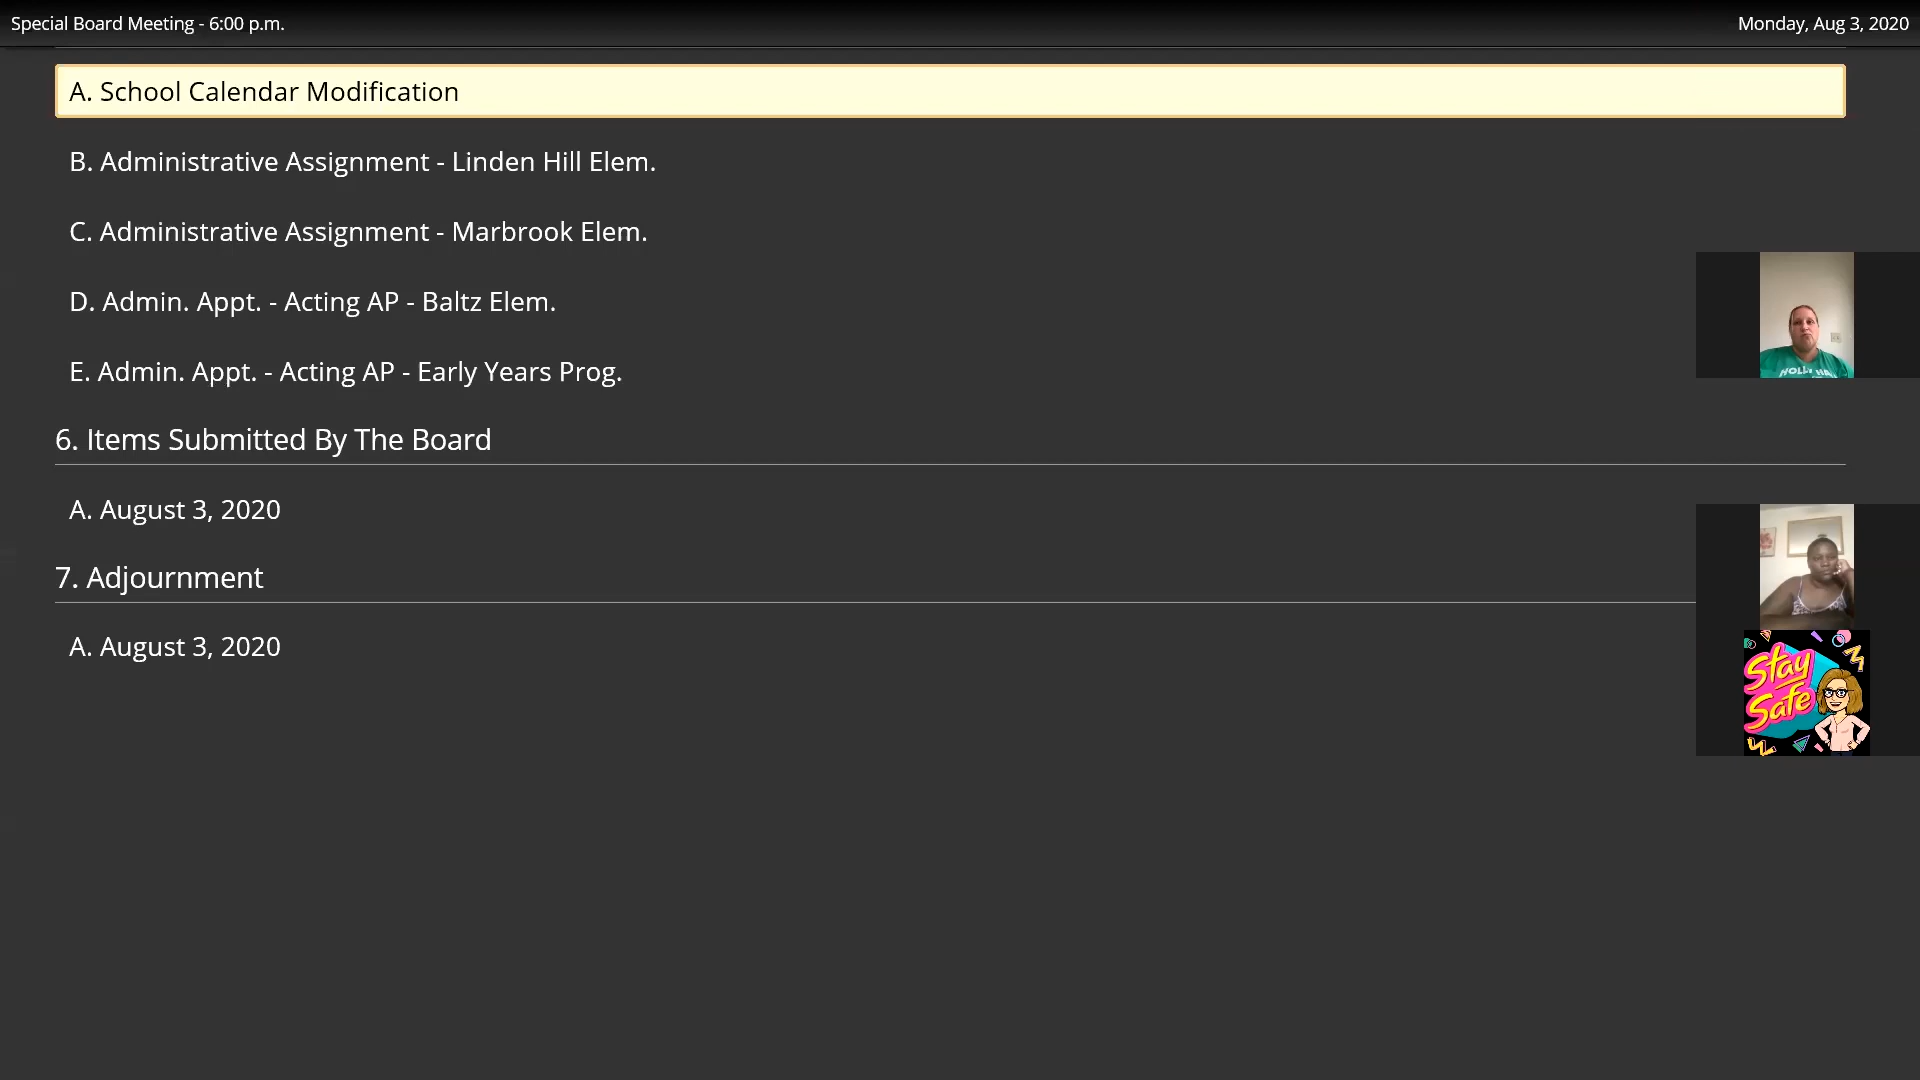 Special Board Meeting - 6:00 p.m.
Monday, Aug 3, 2020
A. School Calendar Modification
B. Administrative Assignment - Linden Hill Elem.
C. Administrative Assignment - Marbrook Elem.
D. Admin. Appt. - Acting AP - Baltz Elem.
E. Admin. Appt. - Acting AP - Early Years Prog.
6. Items Submitted By The Board
A. August 3, 2020
7. Adjournment
A. August 3, 2020
Stay
Safe